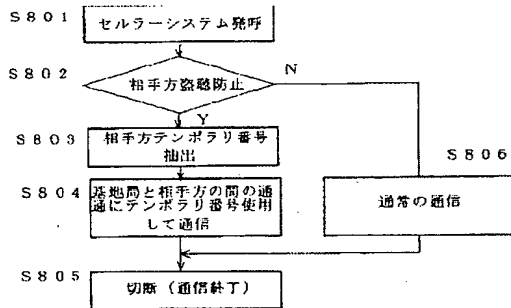 S801
セルラーシステム発呼
S802
相手方盗聴防止
N
Y
S803
相手方テンポラリ番号
抽出
S806
S804
基地局と相手方の間の通
通にテンポラリ番号使用
して通信
通常の通信
S805
切断(通信終了)